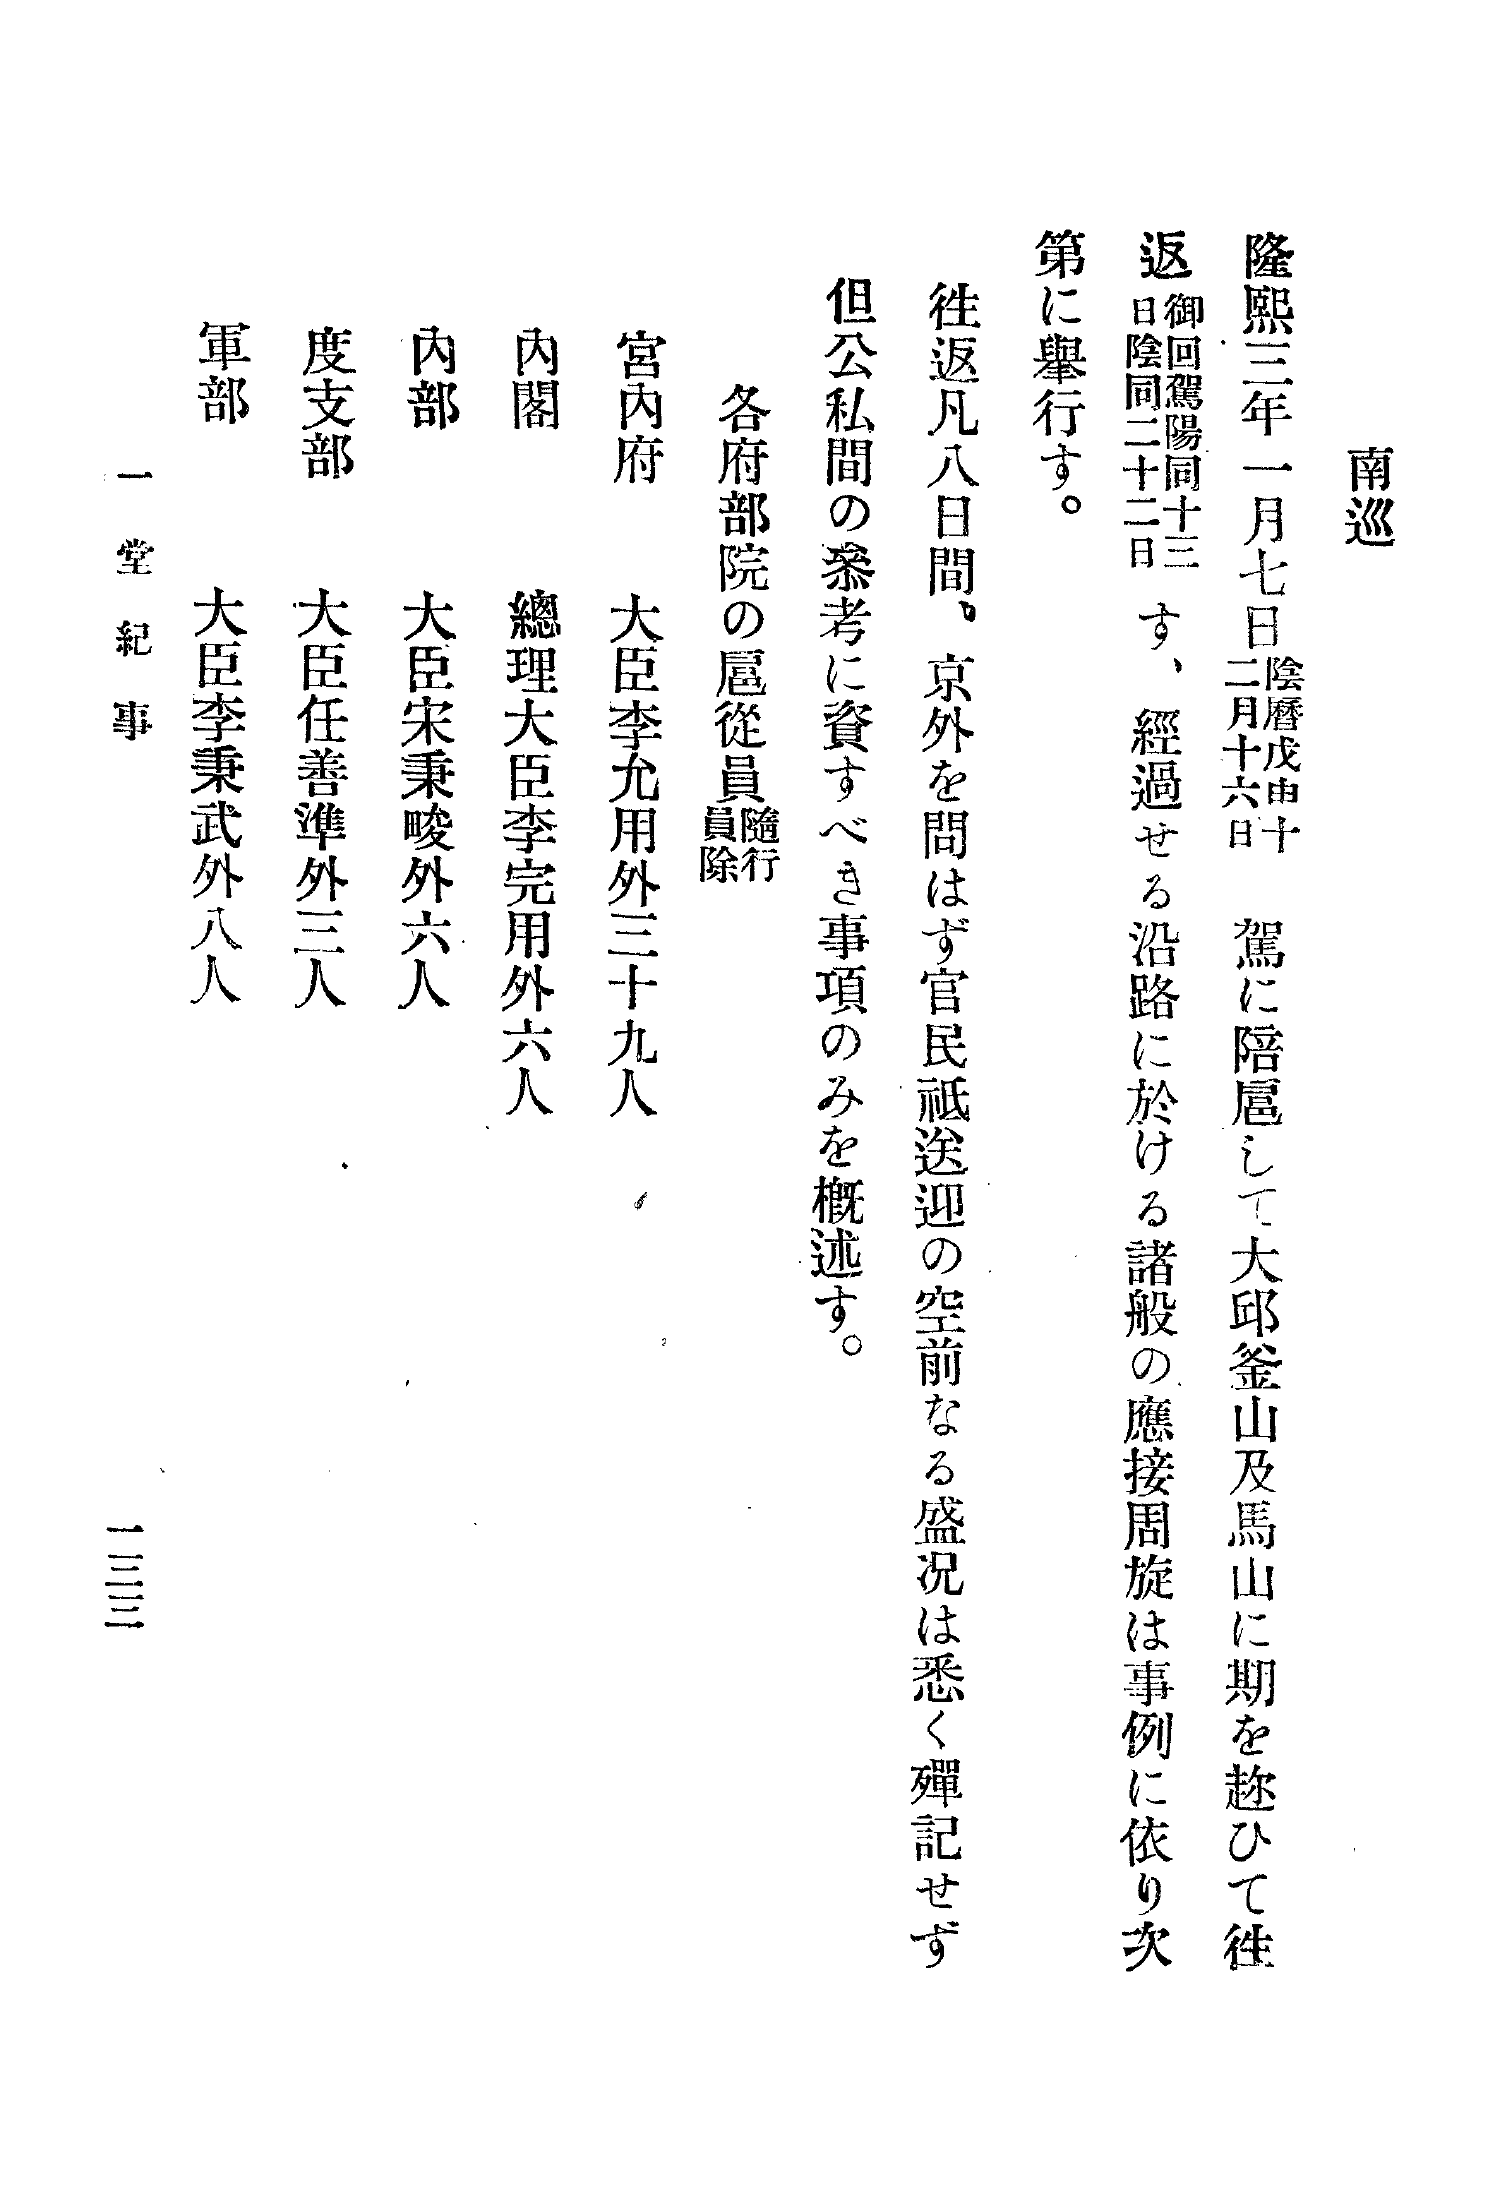 南巡
隆熙三年一月七日陰曆戊申十二月十六日　駕に陪扈して大邱釜山及馬山に期を趂ひて徃
返御回駕陽同十三日陰同二十二日す、經過せる沿路に於ける諸般の應接周旋は事例に依り次
第に擧行す。
徃返凡八日間。京外を問はず官民祗送迎の空前なる盛况は悉く殫記せず
但公私間の叅考に資すべき事項のみを槪述す。
各府部院の扈從員隨行員除
宮內府　大臣李允用外三十九人
內閣　總理大臣李完用外六人
內部　大臣宋秉畯外六人
度支部　大臣任善準外三人
軍部　大臣李秉武外八人
一堂紀事　一三三